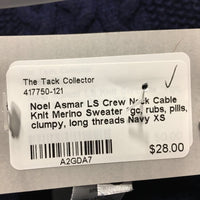 The Tack Collector
417750-121
Noel Asmar LS Crew Neck Cable
Knit Merino Sweater *gc, rubs, pills,
clumpy, long threads Navy XS
$28.00
A2GDA7